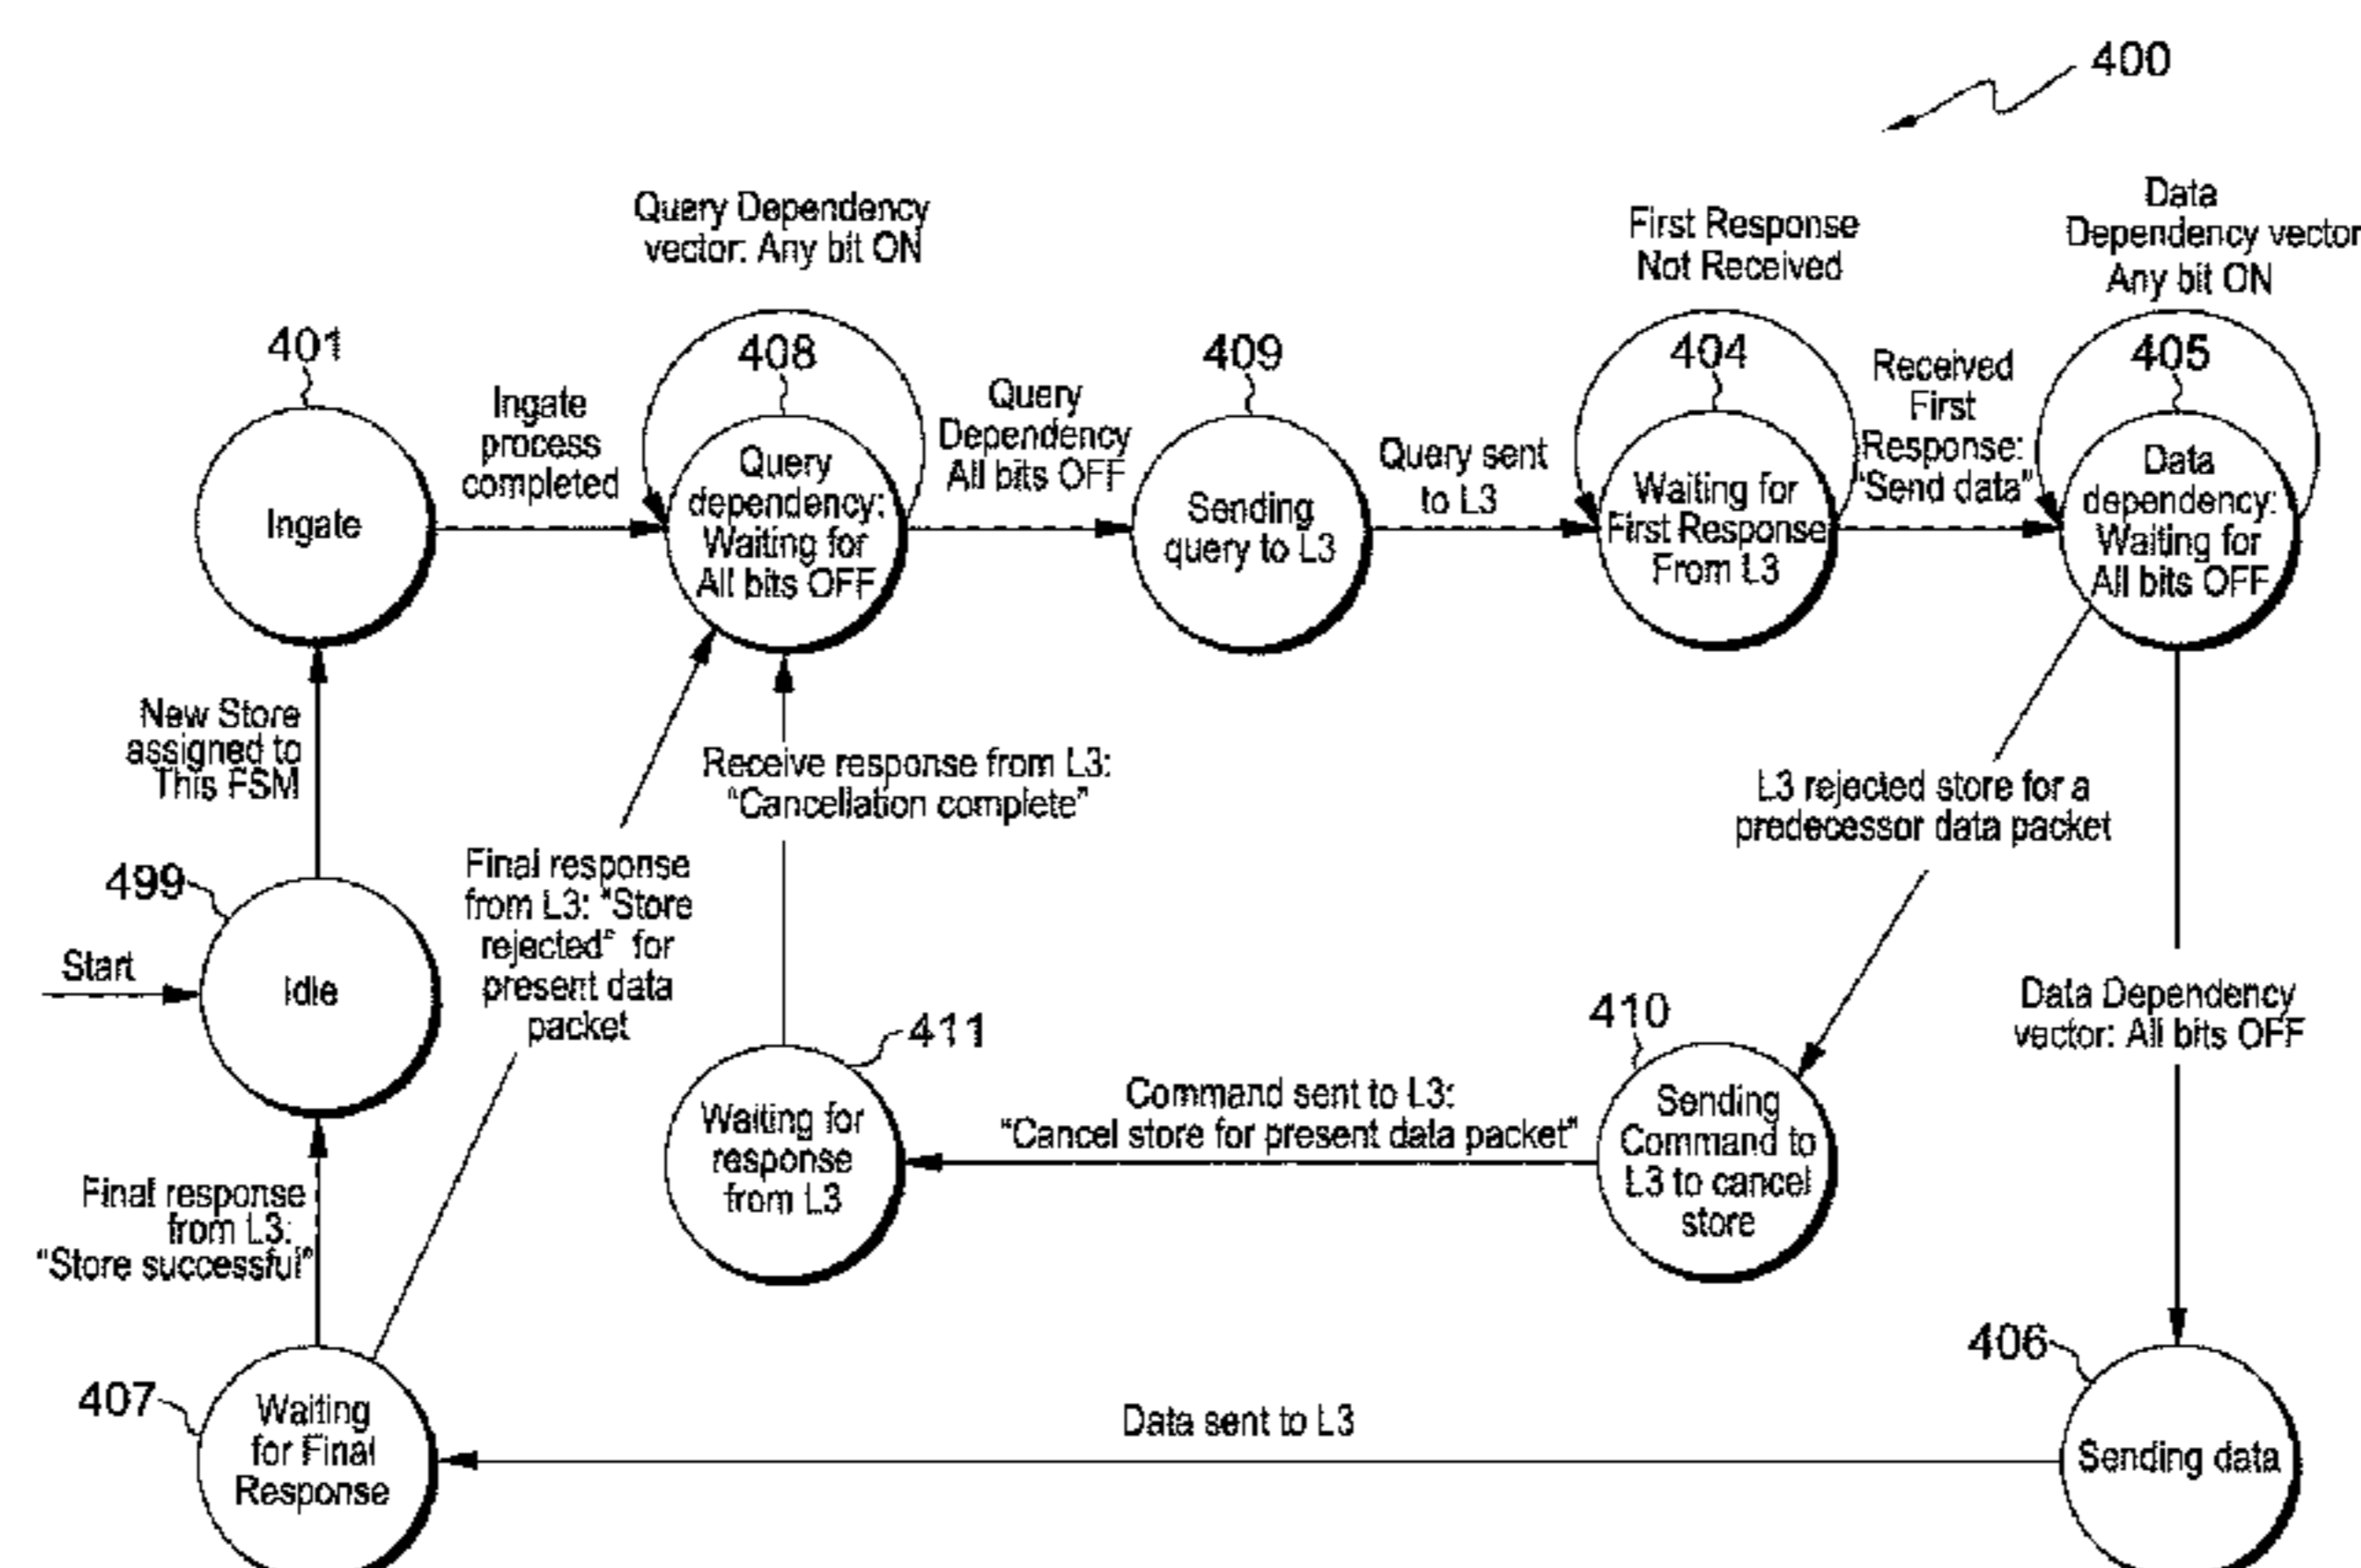 400
Query Dependency
vector: Any bit ON
First Response
Not Received
Data
Dependency vector
Any bit ON
401
408
409
404
405
Ingate
process
completed
Query
Dependency
All bits OFF
Query sent
to L3
Received
First
Response:
"Send data"
Ingate
Query
dependency:
Waiting for
All bits OFF
Sending
query to L3
Waiting for
First Response
From L3
Data
dependency:
Waiting for
All bits OFF
New Store
assigned to
This FSM
Receive response from L3:
"Cancellation complete"
L3 rejected store for a
predecessor data packet
499
Start
Idle
Final response
from L3: "Store
rejected" for
present data
packet
411
410
Data Dependency
vector: All bits OFF
Waiting for
response
from L3
Command sent to L3:
"Cancel store for present data packet"
Sending
Command to
L3 to cancel
store
Final response
from L3:
"Store successful"
407
Waiting
for Final
Response
Data sent to L3
406
Sending data